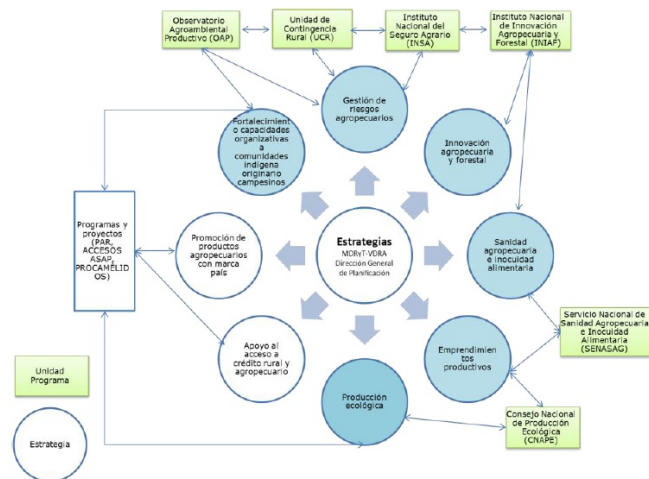 Observatorio
Agroambiental
Productivo (OAP)
Unidad de
Contingencia
Rural (UCR)
Instituto
Nacional del
Seguro Agrario
(INSA)
Instituto Nacional
de Innovación
Agropecuaria y
Forestal (INIAF)
Gestión de
riesgos
agropecuarios
Fortalecimient
o capacidades
organizativas
a
comunidades
indígena
originario
campesinos
Innovación
agropecuaria
y forestal
Programas y
proyectos
(PAR,
ACCESOS
ASAP,
PROCAMÉLID
OS)
Promoción de
productos
agropecuarios
con marca
país
Estrategias
MDRyT-VDRA
Dirección General
de Planificación
Sanidad
agropecuaria
e inocuidad
alimentaria
Servicio Nacional de
Sanidad Agropecuaria
e Inocuidad
Alimentaria
(SENASAG)
Apoyo al
acceso a
crédito rural y
agropecuario
Emprendimien
tos
productivos
Unidad
Programa
Producción
ecológica
Consejo Nacional
de Producción
Ecológica
(CNAPE)
Estrategia